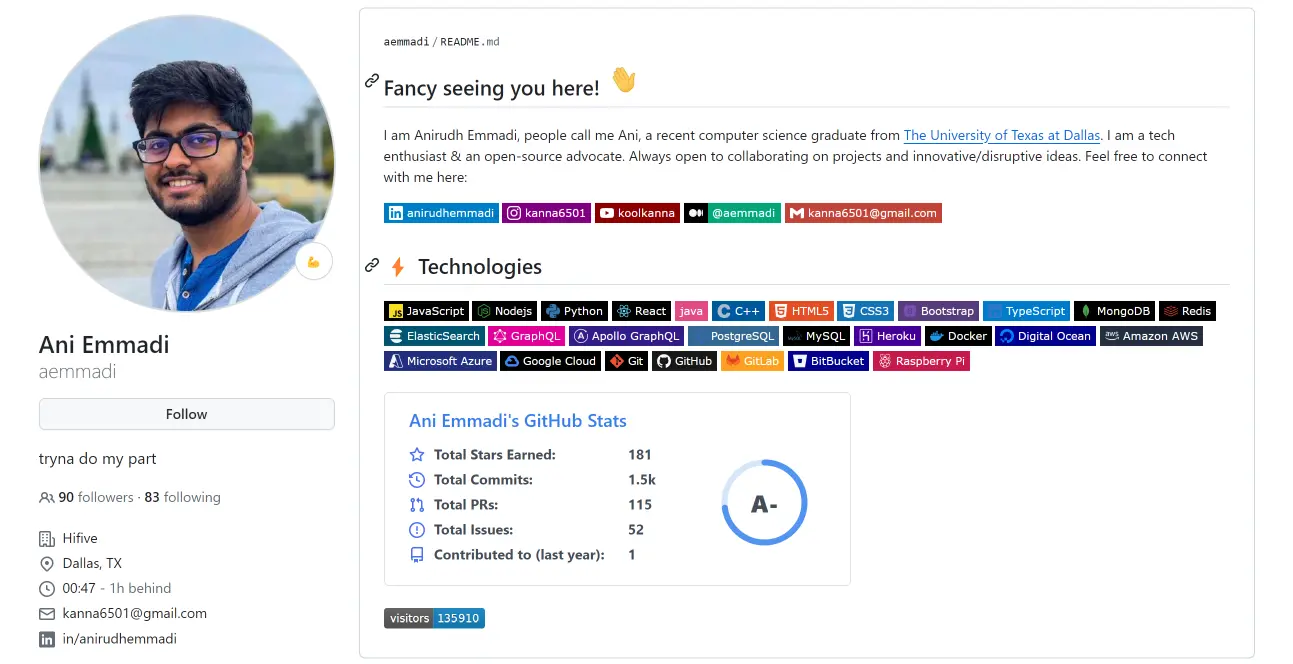 aemmadi / README.md
Fancy seeing you here! 👋
I am Anirudh Emmadi, people call me Ani, a recent computer science graduate from The University of Texas at Dallas. I am a tech
enthusiast & an open-source advocate. Always open to collaborating on projects and innovative/disruptive ideas. Feel free to connect
with me here:
anirudhemmadi kanna6501 koolkanna @aemmadi kanna6501@gmail.com
⚡ Technologies
JavaScript Nodejs Python React java C++ HTML5 CSS3 Bootstrap TypeScript MongoDB Redis
ElasticSearch GraphQL Apollo GraphQL PostgreSQL MySQL Heroku Docker Digital Ocean Amazon AWS
Microsoft Azure Google Cloud Git GitHub GitLab BitBucket Raspberry Pi
Ani Emmadi's GitHub Stats
Total Stars Earned: 181
Total Commits: 1.5k
Total PRs: 115
Total Issues: 52
Contributed to (last year): 1
A-
visitors 135910
Ani Emmadi
aemmadi
Follow
tryna do my part
90 followers · 83 following
Hifive
Dallas, TX
00:47 - 1h behind
kanna6501@gmail.com
in/anirudhemmadi